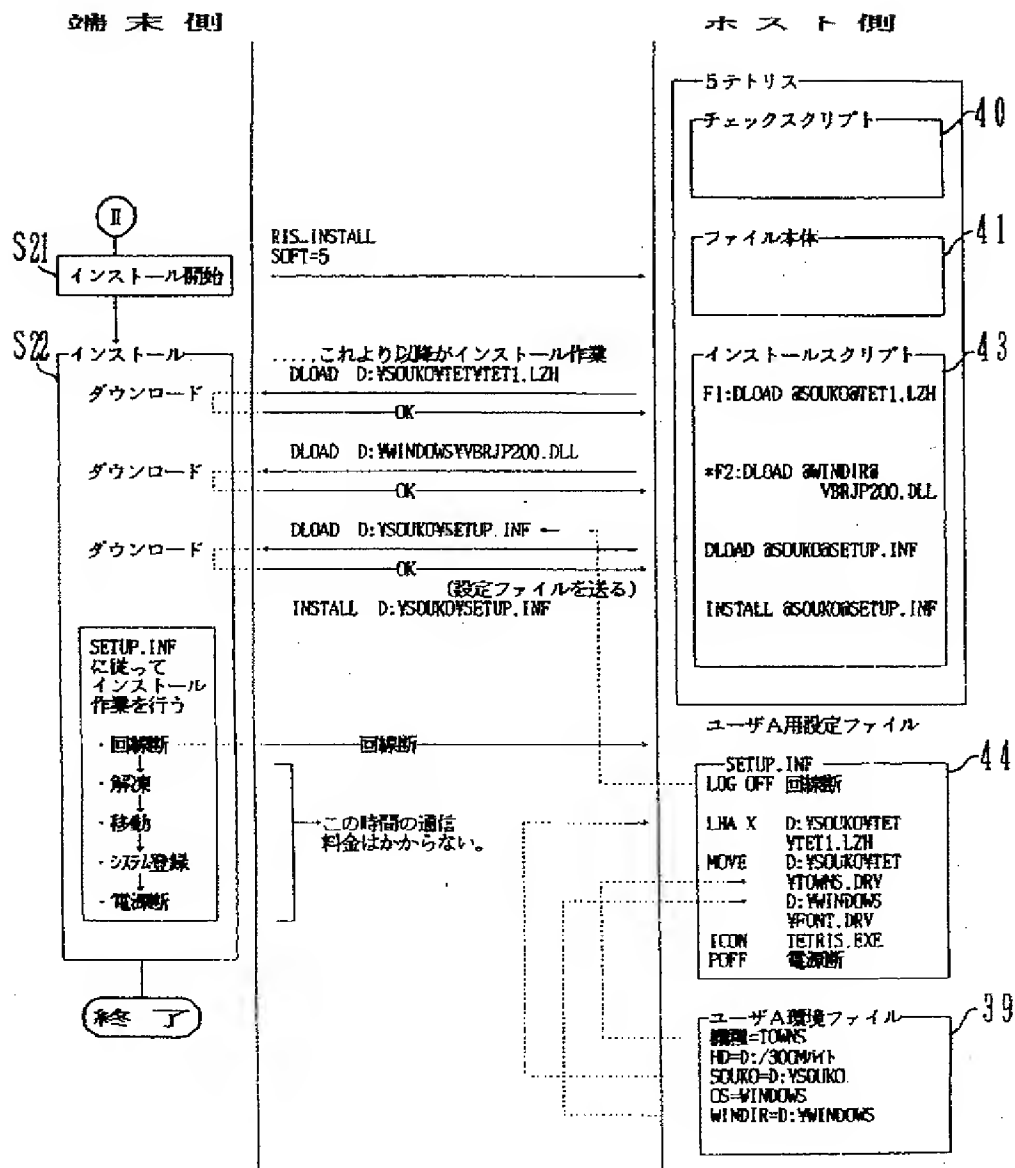 端末側
ホスト側
5テトリス
チェックスクリプト
40
ファイル本体
41
Ⅱ
S21
インストール開始
RIS_INSTALL
SOFT=5
S22
インストール
.....これより以降がインストール作業
ダウンロード
DLOAD D:¥SOUKO¥TET¥TET1.LZH
OK
ダウンロード
DLOAD D:¥WINDOWS¥VBRJP200.DLL
OK
ダウンロード
DLOAD D:¥SOUKO¥SETUP.INF
OK
(設定ファイルを送る)
INSTALL D:¥SOUKO¥SETUP.INF
インストールスクリプト
43
F1:DLOAD @SOUKO@TET1.LZH
*F2:DLOAD @WINDIR@
VBRJP200.DLL
DLOAD @SOUKO@SETUP.INF
INSTALL @SOUKO@SETUP.INF
SETUP.INF
に従って
インストール
作業を行う
・回線断
回線断
・解凍
・移動
・システム登録
・電源断
この時間の通信
料金はかからない。
終了
ユーザA用設定ファイル
SETUP.INF
44
LOG OFF 回線断
LHA X D:¥SOUKO¥TET
¥TET1.LZH
MOVE D:¥SOUKO¥TET
¥TOWNS.DRV
D:¥WINDOWS
¥FONT.DRV
ICON TETRIS.EXE
POFF 電源断
ユーザA環境ファイル
39
機種=TOWNS
HD=D:/300Mバイト
SOUKO=D:¥SOUKO
OS=WINDOWS
WINDIR=D:¥WINDOWS